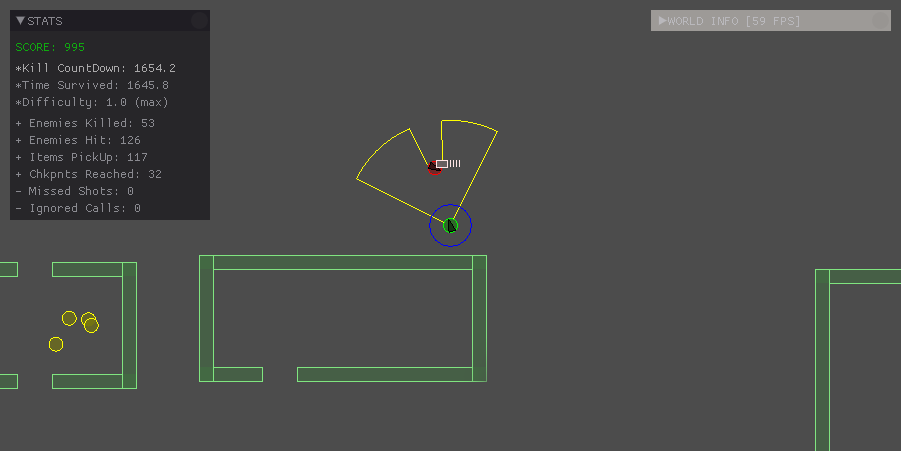 STATS
SCORE: 995
*Kill CountDown: 1654.2
*Time Survived: 1645.8
*Difficulty: 1.0 (max)
+ Enemies Killed: 53
+ Enemies Hit: 126
+ Items PickUp: 117
+ Chkpnts Reached: 32
- Missed Shots: 0
- Ignored Calls: 0
WORLD INFO [59 FPS]